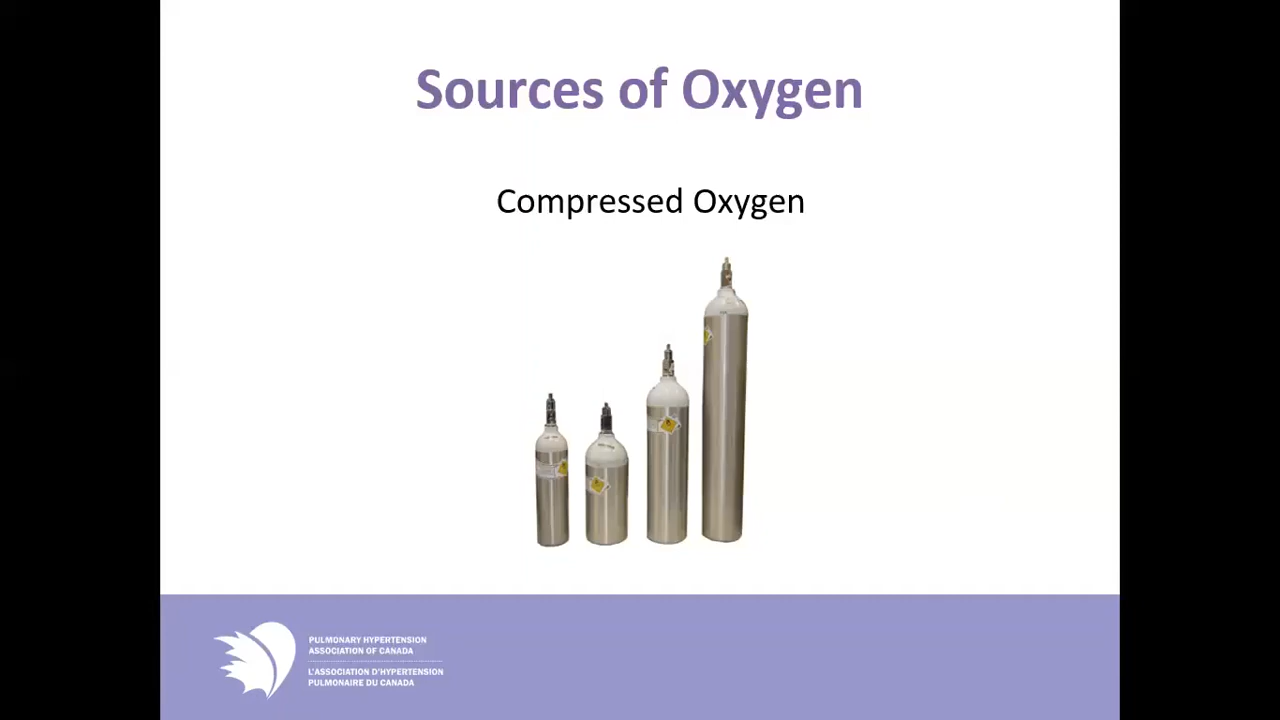 Sources of Oxygen
Compressed Oxygen
PULMONARY HYPERTENSION
ASSOCIATION OF CANADA
L'ASSOCIATION D'HYPERTENSION
PULMONAIRE DU CANADA